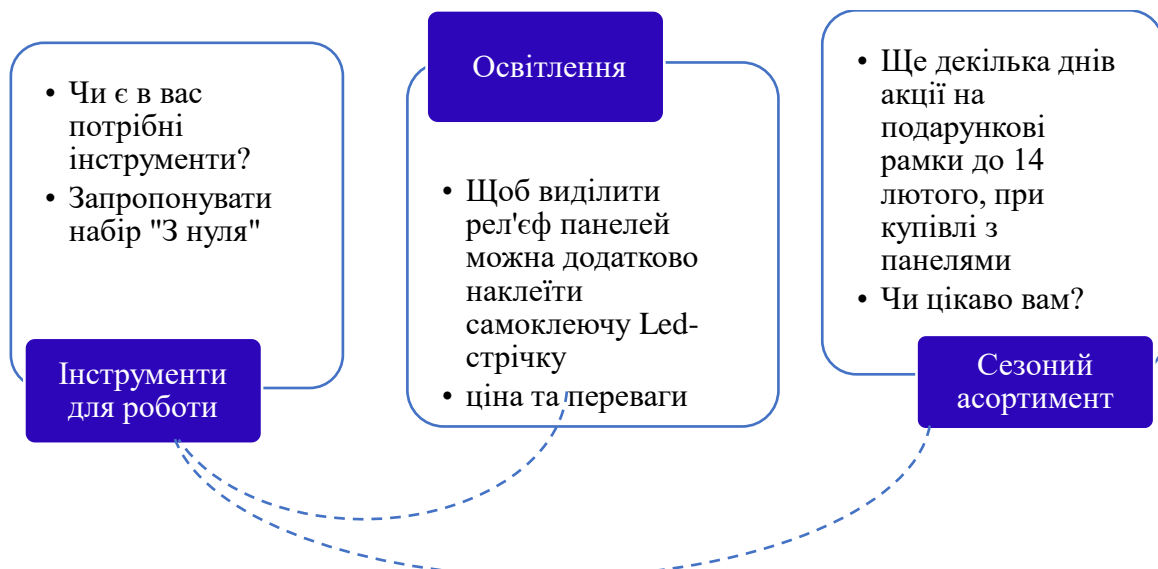 • Чи є в вас
потрібні
інструменти?
• Запропонувати
набір "З нуля"
Інструменти
для роботи
Освітлення
• Щоб виділити
рел'єф панелей
можна додатково
наклеїти
самоклеючу Led-
стрічку
• ціна та переваги
• Ще декілька днів
акції на
подарункові
рамки до 14
лютого, при
купівлі з
панелями
• Чи цікаво вам?
Сезоний
асортимент